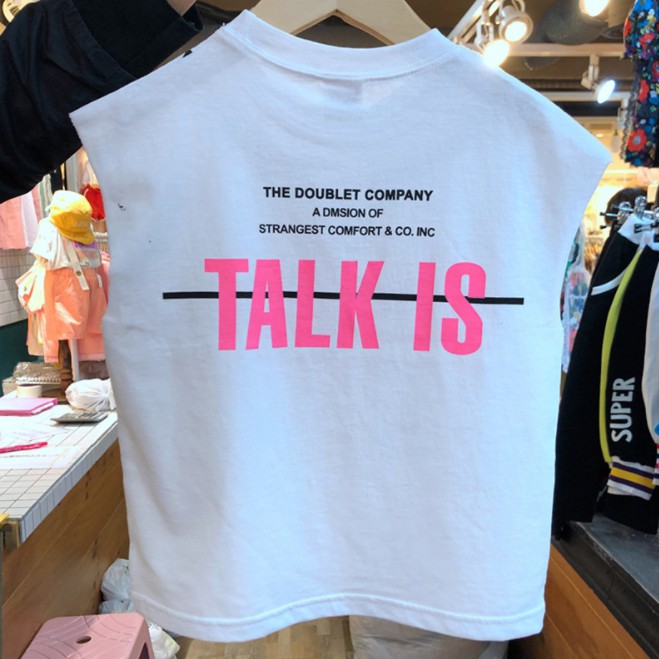 THE DOUBLET COMPANY
A DMSION OF
STRANGEST COMFORT & CO. INC
TALK IS
SUPER